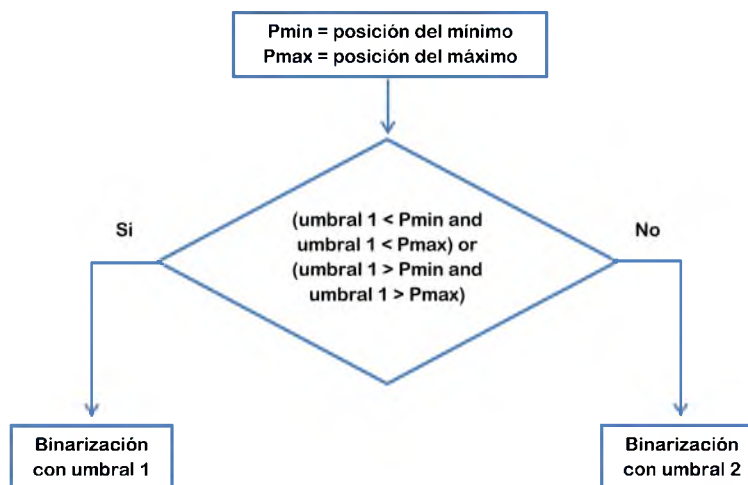 Pmin = posición del mínimo
Pmax = posición del máximo
(umbral 1 < Pmin and
umbral 1 < Pmax) or
(umbral 1 > Pmin and
umbral 1 > Pmax)
Si
No
Binarización
con umbral 1
Binarización
con umbral 2